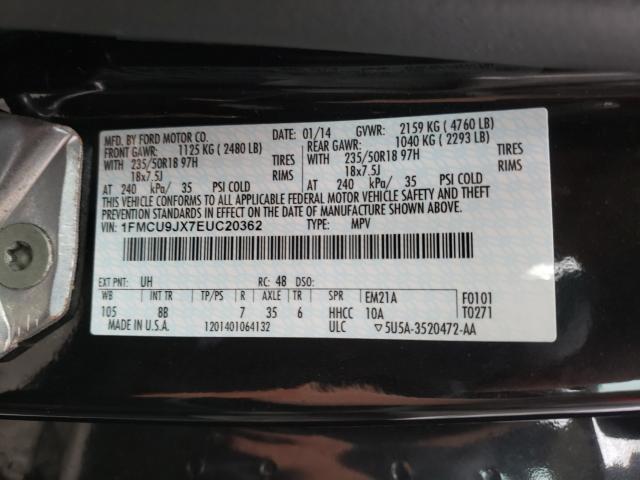 MFD. BY FORD MOTOR CO. DATE: 01/14 GVWR: 2159 KG ( 4760 LB)
FRONT GAWR: 1125 KG ( 2480 LB) REAR GAWR: 1040 KG ( 2293 LB)
WITH 235/50R18 97H TIRES WITH 235/50R18 97H TIRES
18x7.5J RIMS 18x7.5J RIMS
AT 240 kPa/ 35 PSI COLD AT 240 kPa/ 35 PSI COLD
THIS VEHICLE CONFORMS TO ALL APPLICABLE FEDERAL MOTOR VEHICLE SAFETY AND THEFT
PREVENTION STANDARDS IN EFFECT ON THE DATE OF MANUFACTURE SHOWN ABOVE.
VIN: 1FMCU9JX7EUC20362 TYPE: MPV
EXT PNT: UH RC: 48 DSO:
WB INT TR TP/PS R AXLE TR SPR EM21A F0101
105 8B 7 35 6 HHCC 10A T0271
MADE IN U.S.A. 1201401064132 ULC ▽5U5A-3520472-AA